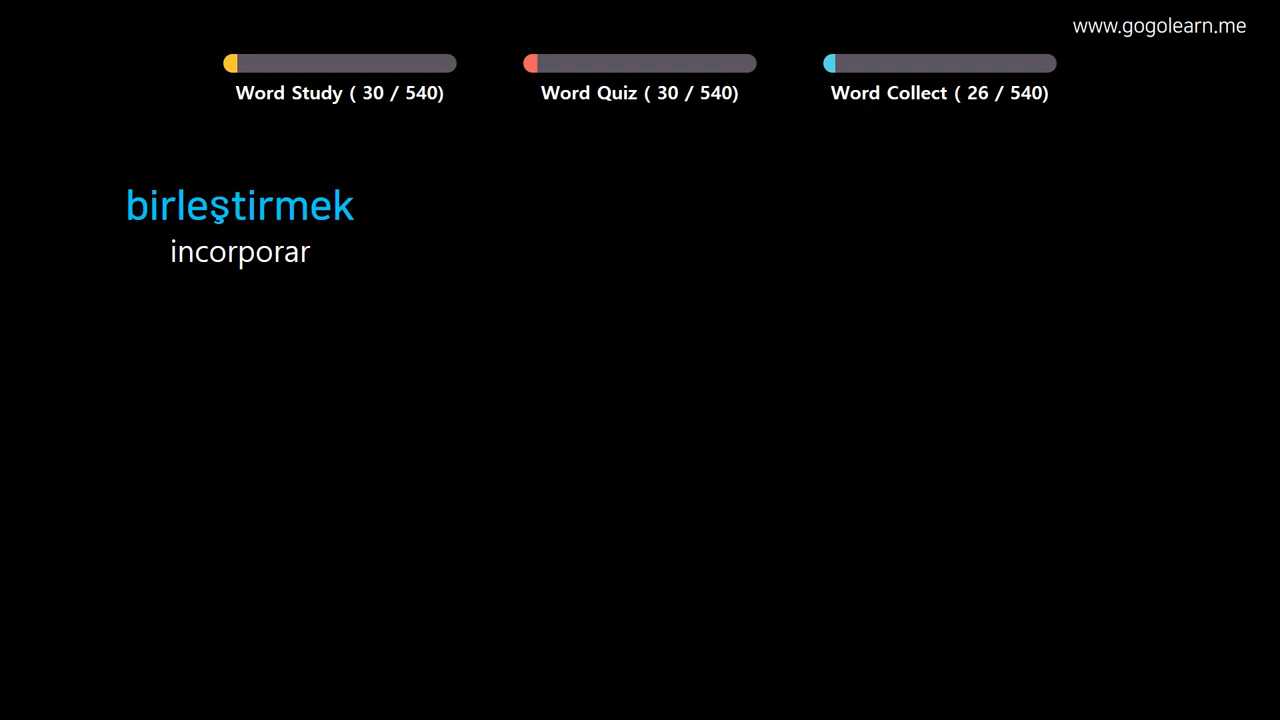 www.gogolearn.me
Word Study ( 30 / 540)
Word Quiz ( 30 / 540)
Word Collect ( 26 / 540)
birleştirmek
incorporar